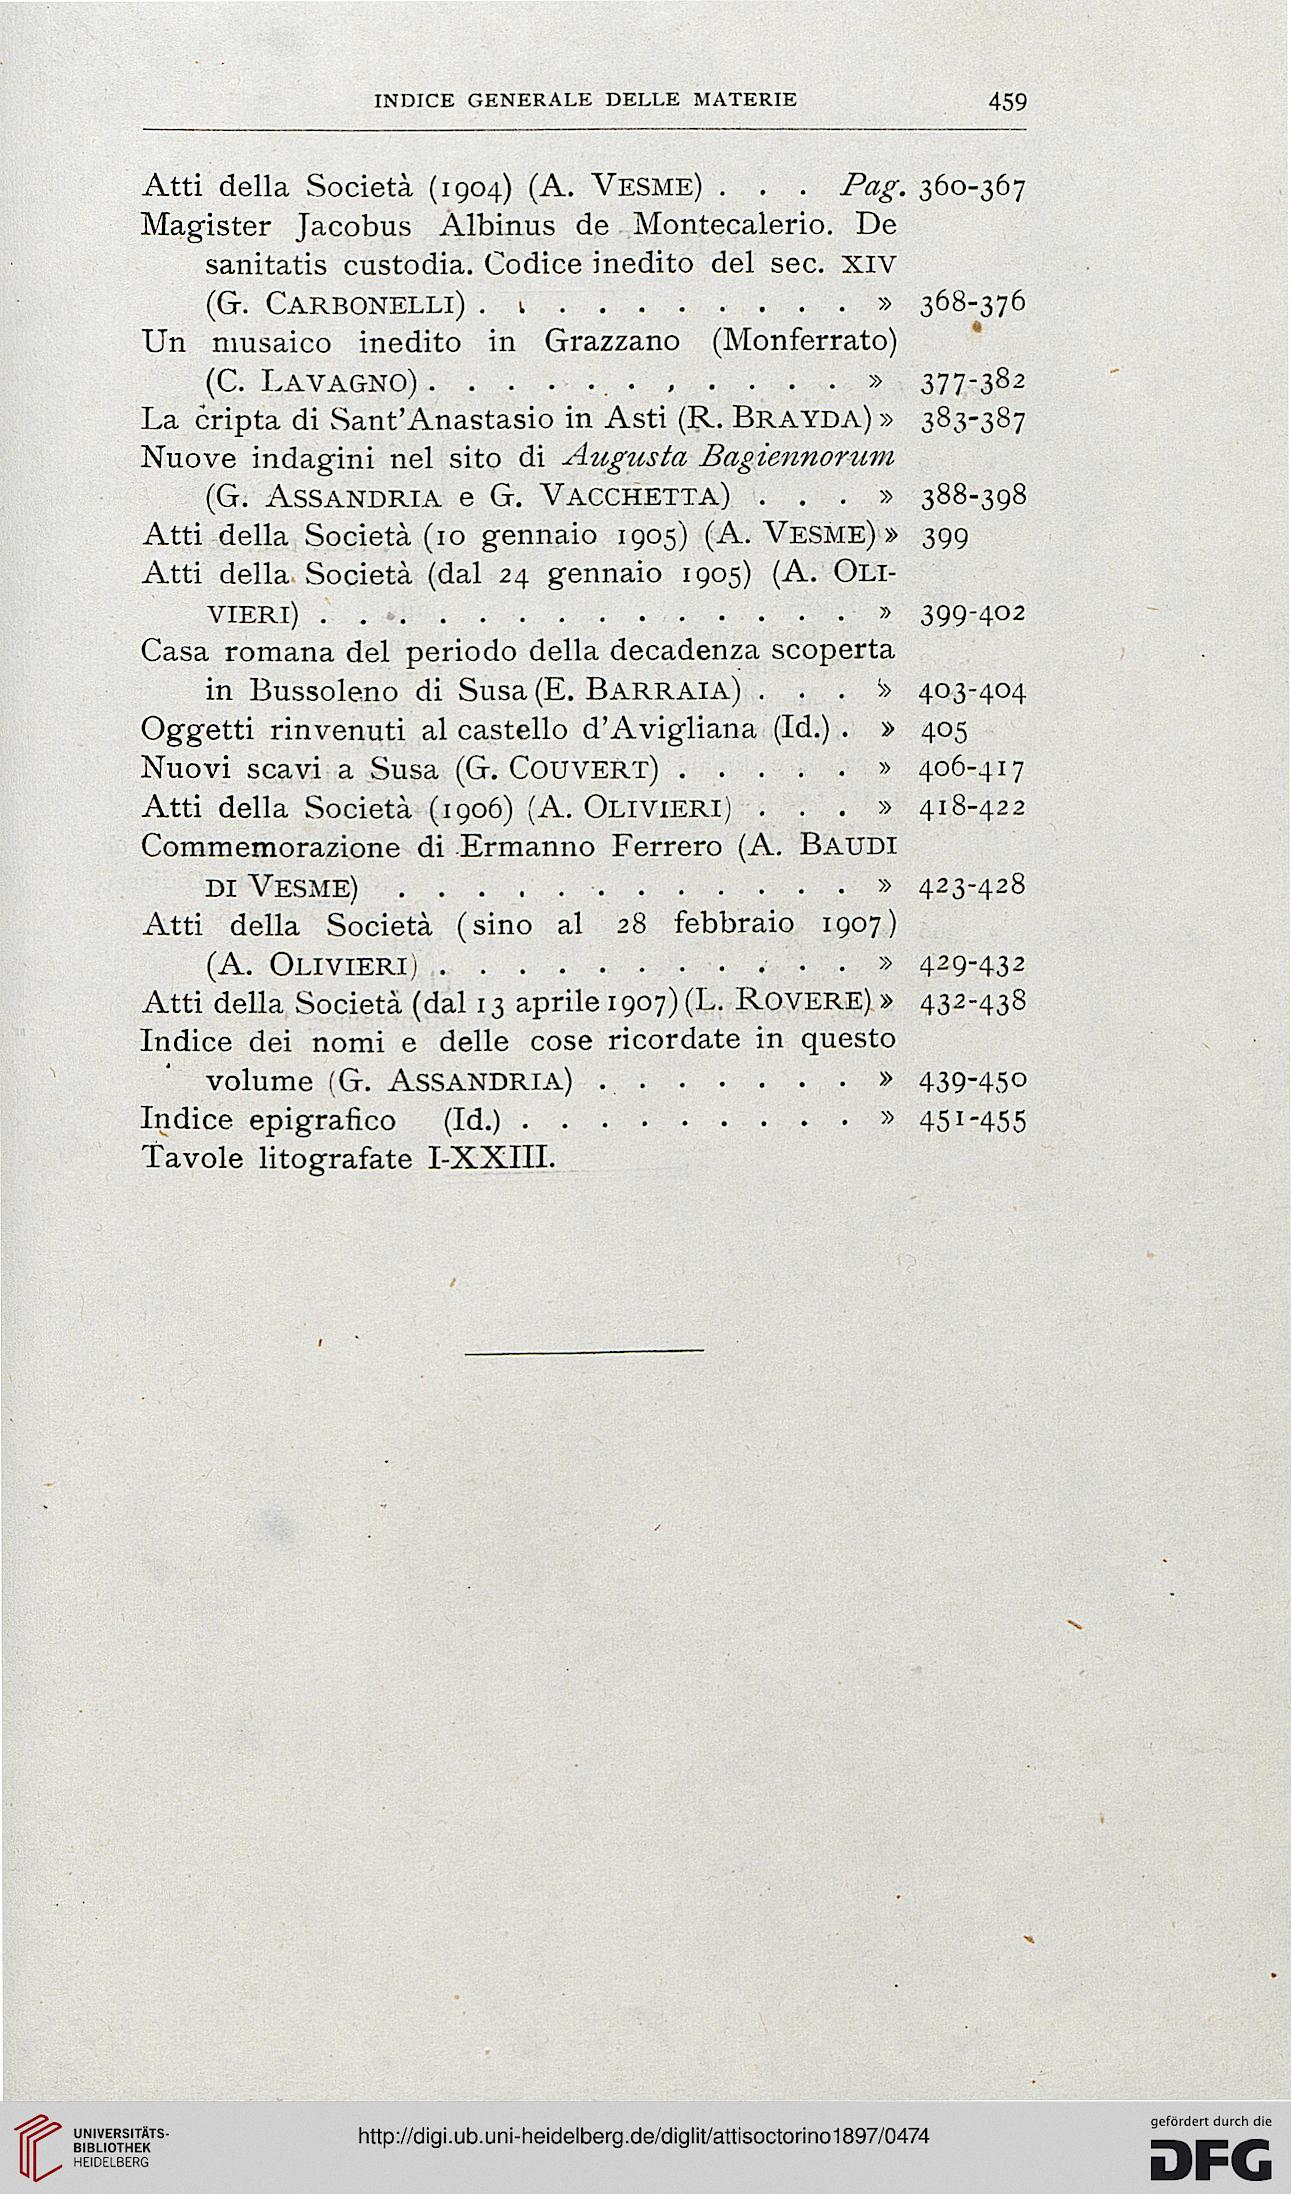 INDICE GENERALE DELLE MATERIE 459
Atti della Società (1904) (A. VESME) . . . Pag. 360-367
Magister Jacobus Albinus de Montecalerio. De
sanitatis custodia. Codice inedito del sec. XIV
(G. CARBONELLI) . . . . . . . . . . » 368-376
Un musaico inedito in Grazzano (Monferrato)
(C. LAVAGNO) . . . . . . . . . . . » 377-382
La cripta di Sant'Anastasio in Asti (R. BRAYDA) » 383-387
Nuove indagini nel sito di Augusta Bagiennorum
(G. ASSANDRIA e G. VACCHETTA) . . . » 388-398
Atti della Società (10 gennaio 1905) (A. VESME) » 399
Atti della Società (dal 24 gennaio 1905) (A. OLI-
VIERI) . . . . . . . . . . . . . . » 399-402
Casa romana del periodo della decadenza scoperta
in Bussoleno di Susa (E. BARRAIA) . . . » 403-404
Oggetti rinvenuti al castello d'Avigliana (Id.) . » 405
Nuovi scavi a Susa (G. COUVERT) . . . . . » 406-417
Atti della Società (1906) (A. OLIVIERI) . . . » 418-422
Commemorazione di Ermanno Ferrero (A. BAUDI
DI VESME) . . . . . . . . . . . . » 423-428
Atti della Società (sino al 28 febbraio 1907)
(A. OLIVIERI) . . . . . . . . . . . » 429-432
Atti della Società (dal 13 aprile 1907) (L. ROVERE) » 432-438
Indice dei nomi e delle cose ricordate in questo
volume (G. ASSANDRIA) . . . . . . . » 439-450
Indice epigrafico (Id.) . . . . . . . . . » 451-455
Tavole litografate I-XXIII.
UNIVERSITÄTS-
BIBLIOTHEK
HEIDELBERG
http://digi.ub.uni-heidelberg.de/diglit/attisoctorino1897/0474
gefördert durch die
DFG